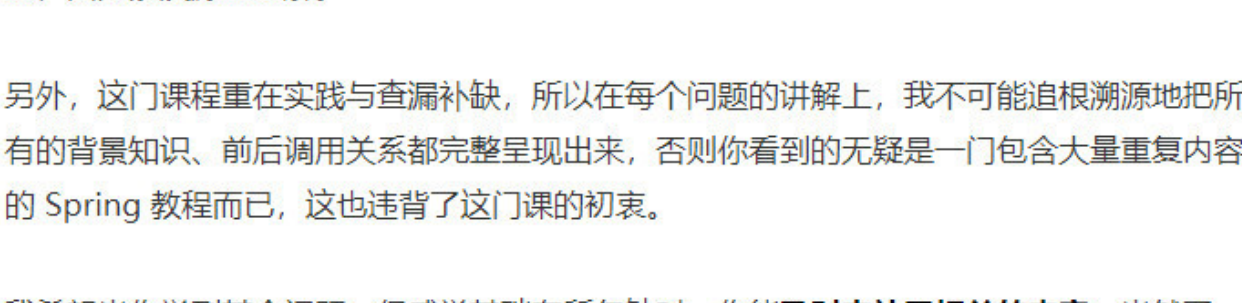 另外，这门课程重在实践与查漏补缺，所以在每个问题的讲解上，我不可能追根溯源地把所
有的背景知识、前后调用关系都完整呈现出来，否则你看到的无疑是一门包含大量重复内容
的 Spring 教程而已，这也违背了这门课的初衷。